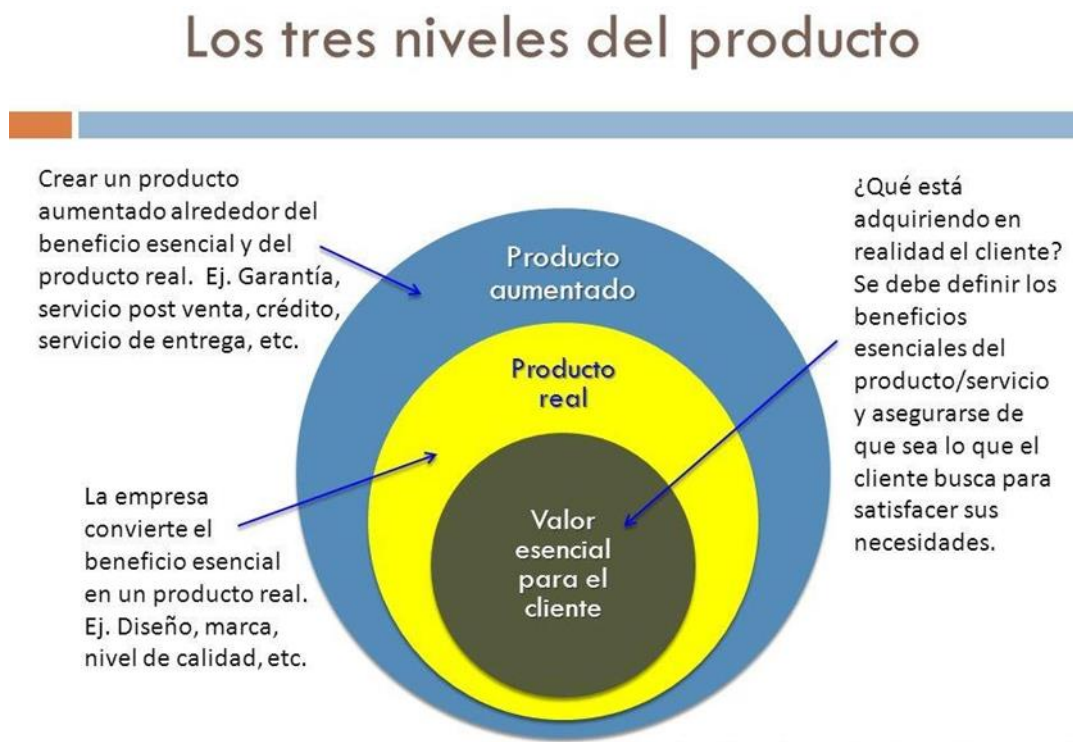 Los tres niveles del producto
Crear un producto
aumentado alrededor del
beneficio esencial y del
producto real.  Ej. Garantía,
servicio post venta, crédito,
servicio de entrega, etc.
¿Qué está
adquiriendo en
realidad el cliente?
Se debe definir los
beneficios
esenciales del
producto/servicio
y asegurarse de
que sea lo que el
cliente busca para
satisfacer sus
necesidades.
Producto
aumentado
Producto
real
Valor
esencial
para el
cliente
La empresa
convierte el
beneficio esencial
en un producto real.
Ej. Diseño, marca,
nivel de calidad, etc.